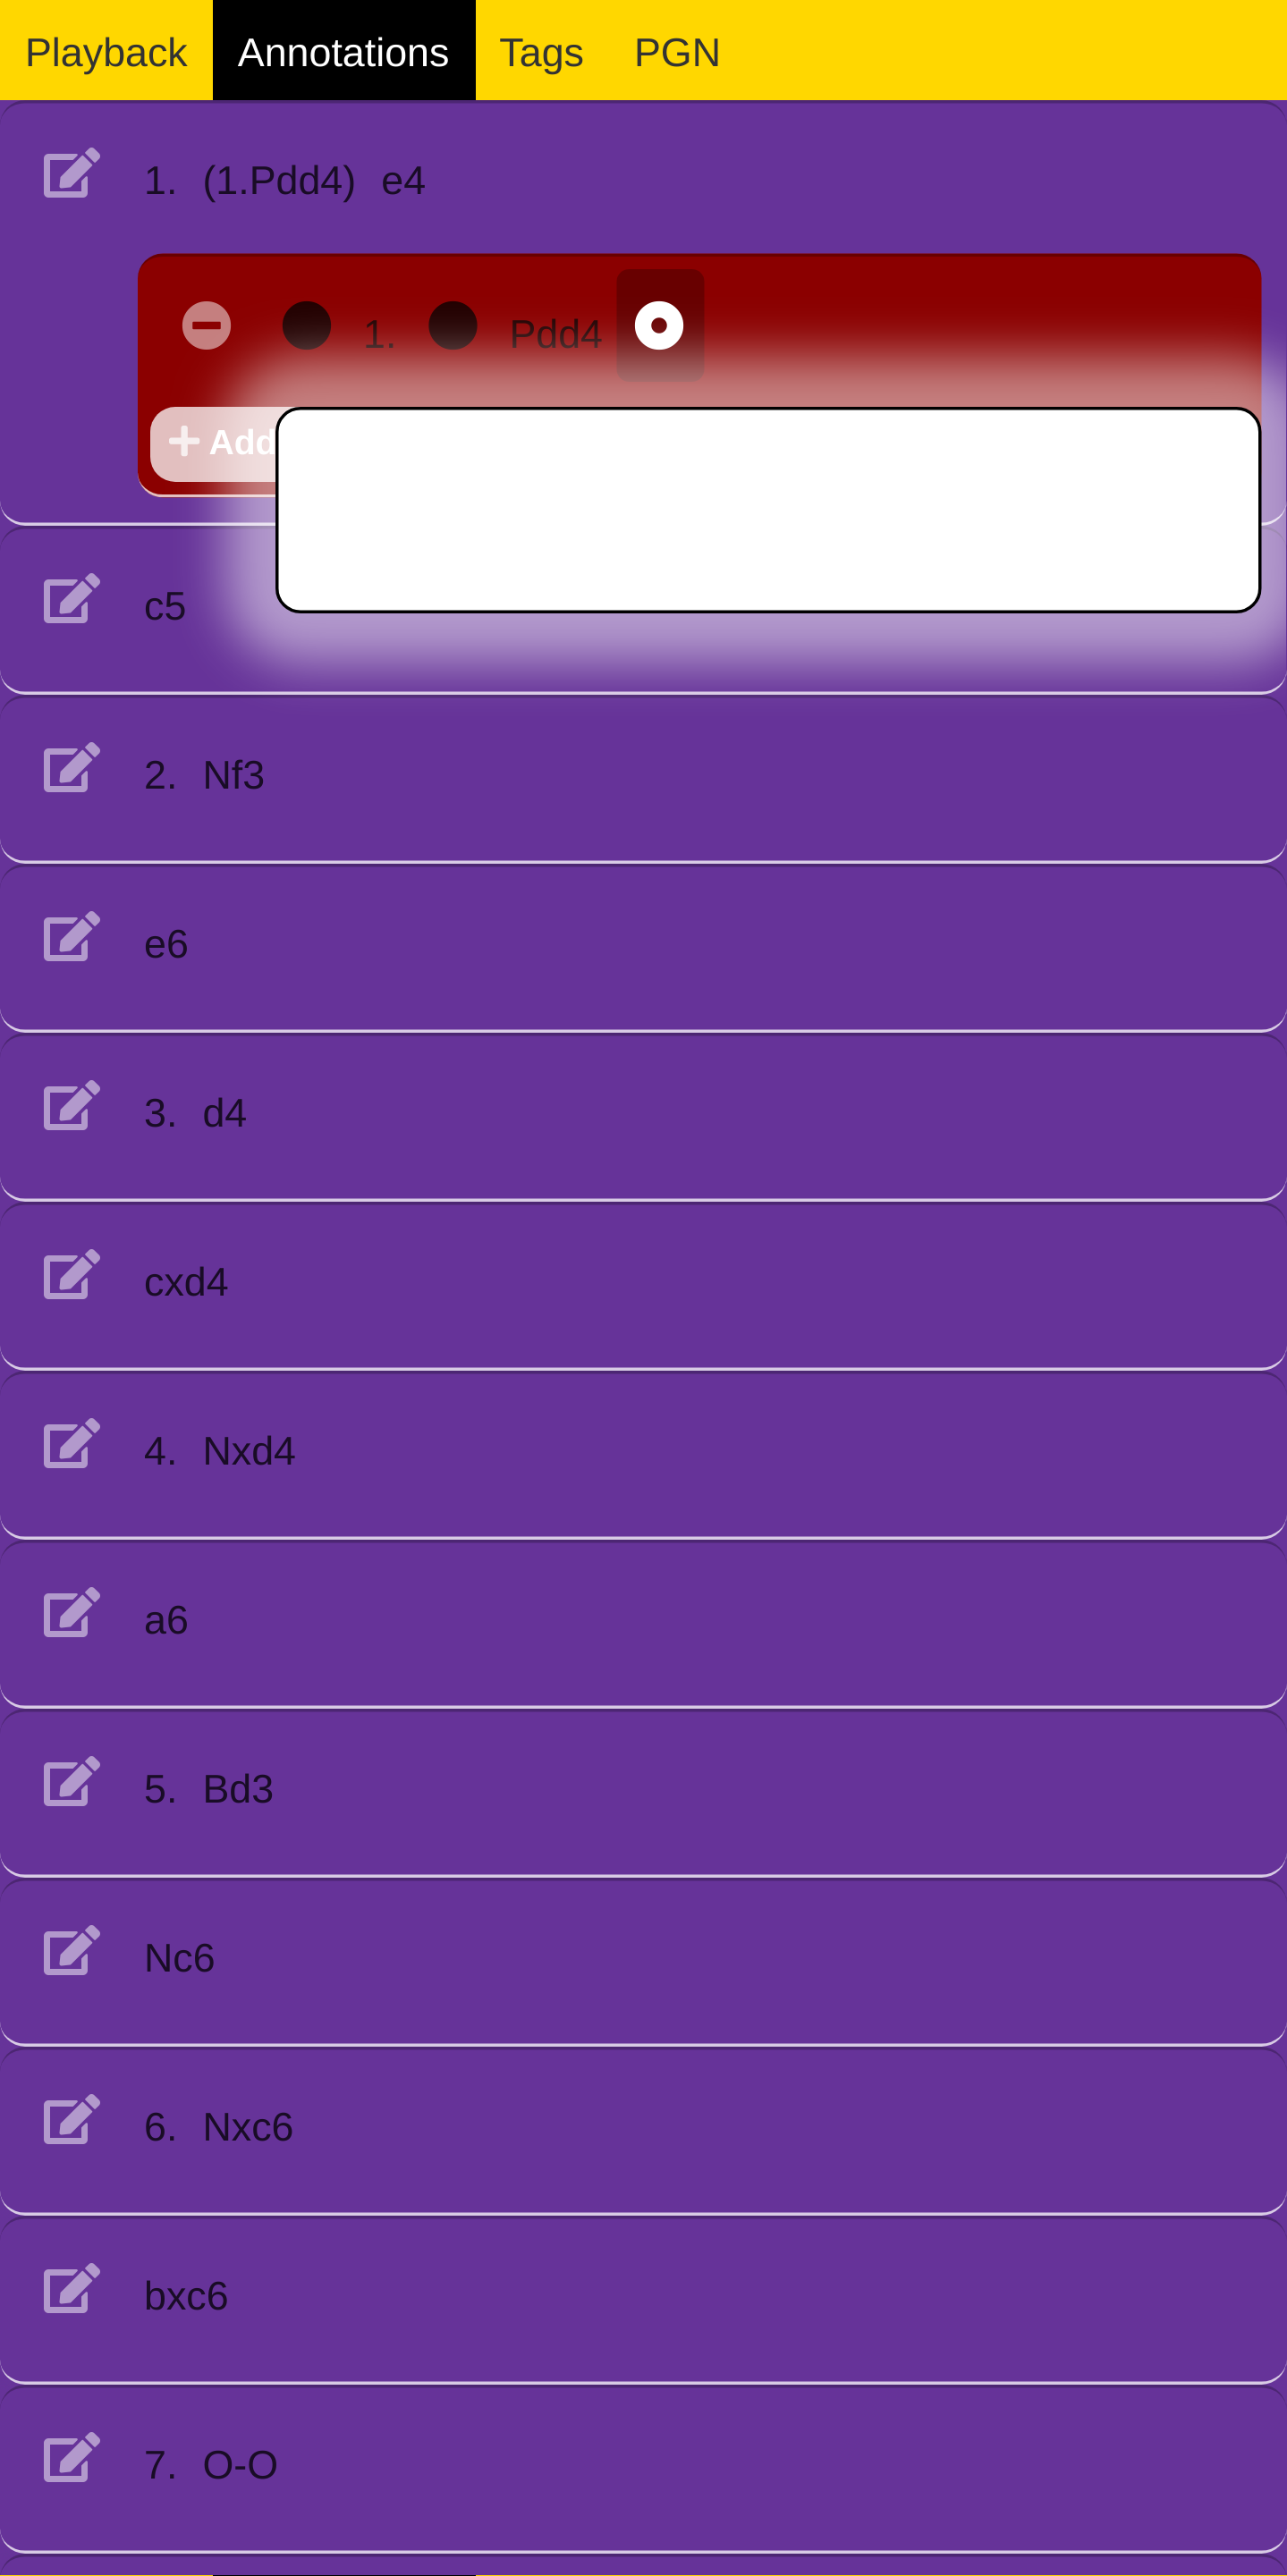 Playback Annotations Tags PGN
1. (1.Pdd4) e4
1. Pdd4
Add
c5
2. Nf3
e6
3. d4
cxd4
4. Nxd4
a6
5. Bd3
Nc6
6. Nxc6
bxc6
7. O-O